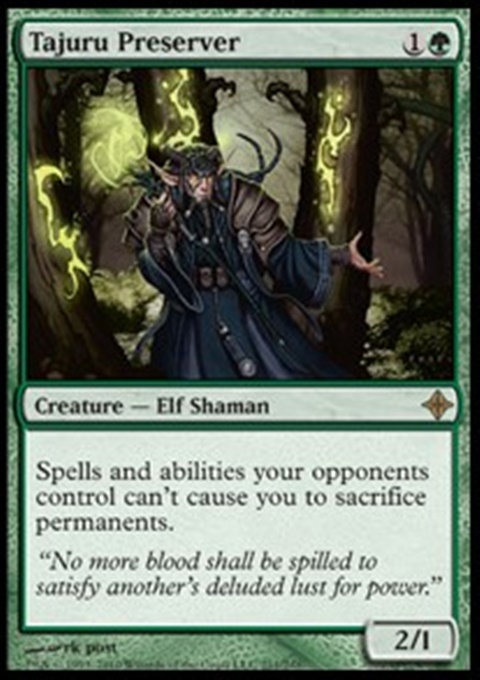 Tajuru Preserver 1
Creature — Elf Shaman
Spells and abilities your opponents
control can't cause you to sacrifice
permanents.
“No more blood shall be spilled to
satisfy another's deluded lust for power.”
2/1